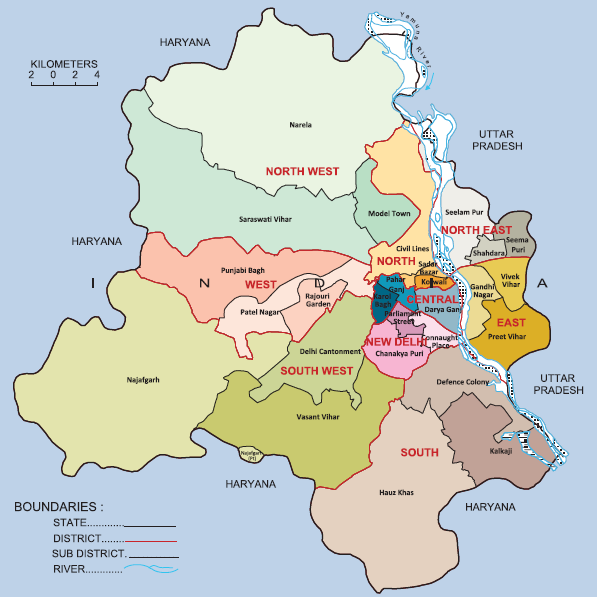 HARYANA
Yamuna River
KILOMETERS
2 0 2 4
UTTAR
PRADESH
Narela
NORTH WEST
Saraswati Vihar
Model Town
Seelam Pur
NORTH EAST
Seema
Puri
Shahdara
HARYANA
Civil Lines
NORTH
Sadar
Bazar
Punjabi Bagh
WEST
I N D I A
Pahar
Ganj
Kotwali
Karol
Bagh
CENTRAL
Darya Ganj
Gandhi
Nagar
Vivek
Vihar
Rajouri
Garden
Patel Nagar
Parliament
Street
EAST
Preet Vihar
NEW DELHI
Connaught
Place
Chanakya Puri
Delhi Cantonment
SOUTH WEST
Najafgarh
Defence Colony
UTTAR
PRADESH
Vasant Vihar
Najafgarh
(Pt)
SOUTH
Kalkaji
HARYANA
Hauz Khas
HARYANA
BOUNDARIES :
STATE............
DISTRICT.........
SUB DISTRICT.
RIVER............